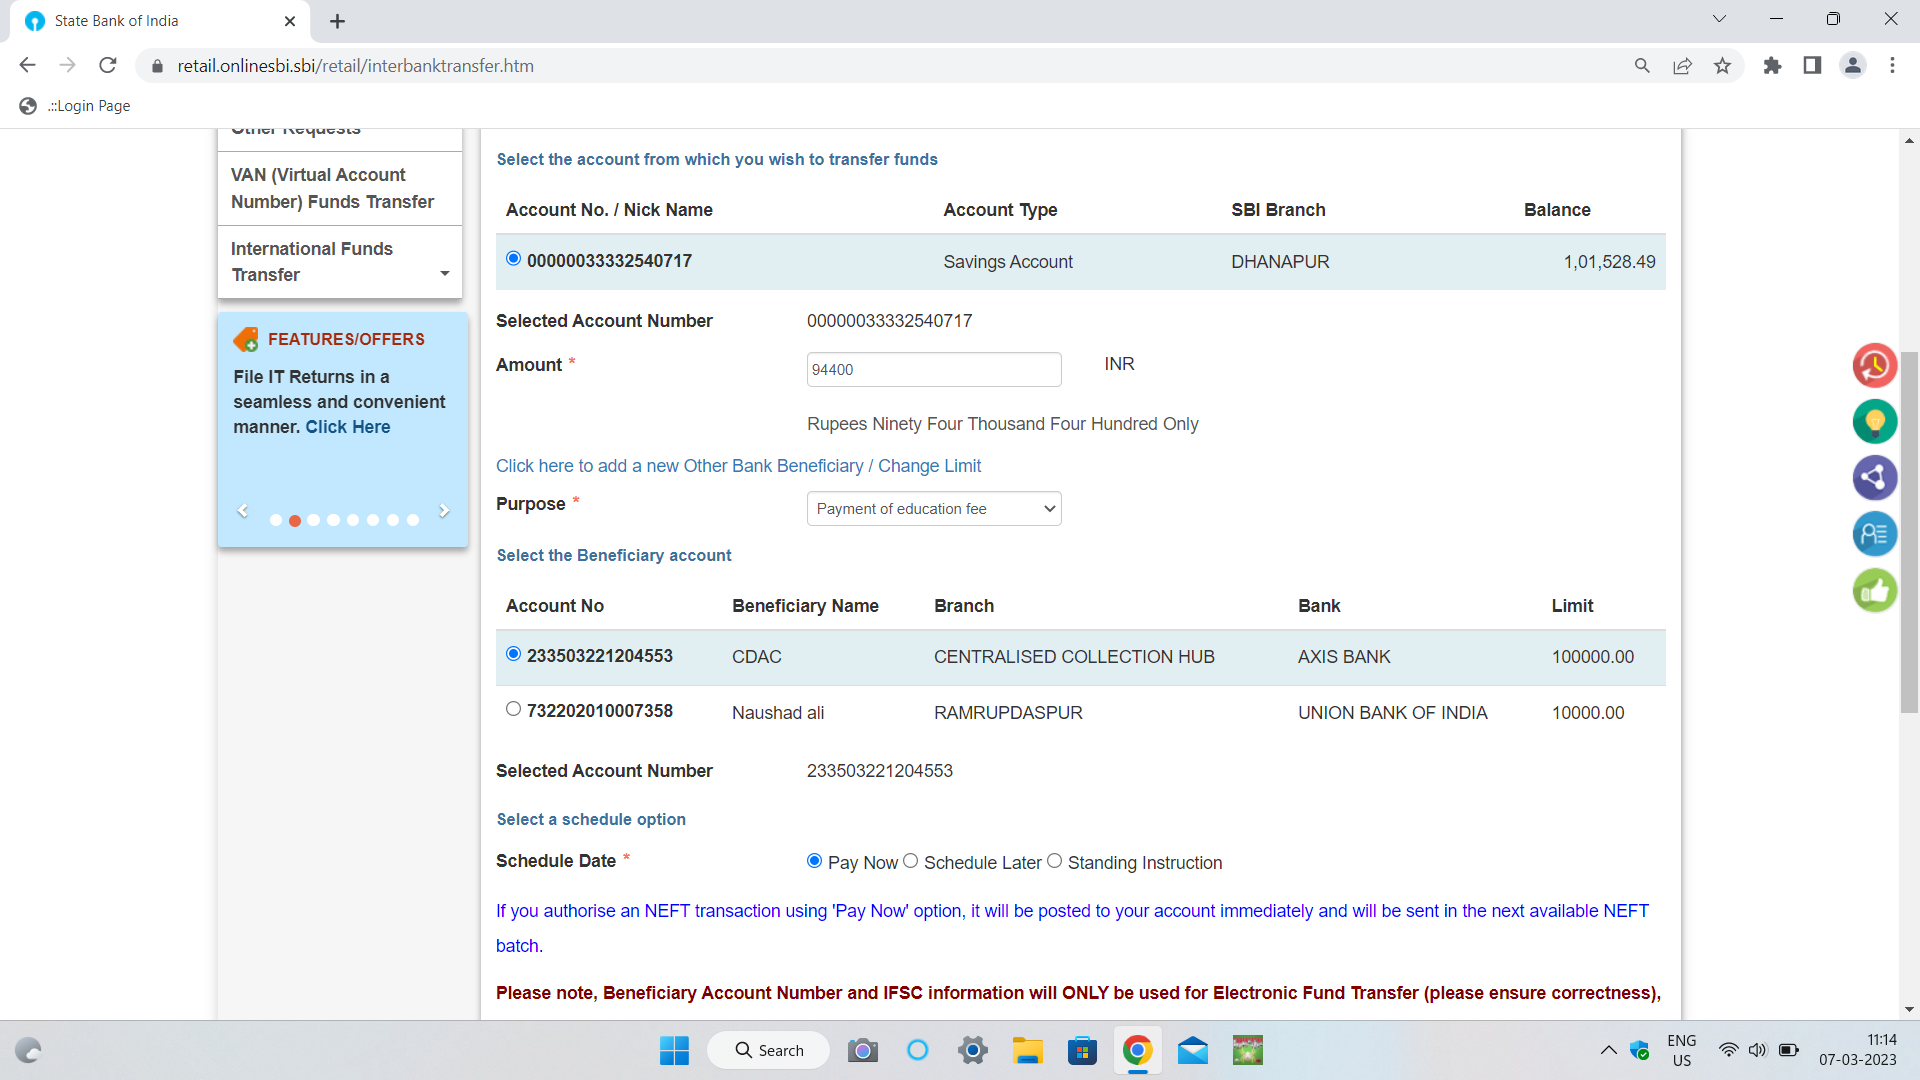 State Bank of India
retail.onlinesbi.sbi/retail/interbanktransfer.htm
.::Login Page
Other Requests
VAN (Virtual Account
Number) Funds Transfer
International Funds
Transfer
FEATURES/OFFERS
File IT Returns in a
seamless and convenient
manner. Click Here
Select the account from which you wish to transfer funds
Account No. / Nick Name Account Type SBI Branch Balance
00000033332540717 Savings Account DHANAPUR 1,01,528.49
Selected Account Number 00000033332540717
Amount * 94400 INR
Rupees Ninety Four Thousand Four Hundred Only
Click here to add a new Other Bank Beneficiary / Change Limit
Purpose * Payment of education fee
Select the Beneficiary account
Account No Beneficiary Name Branch Bank Limit
233503221204553 CDAC CENTRALISED COLLECTION HUB AXIS BANK 100000.00
732202010007358 Naushad ali RAMRUPDASPUR UNION BANK OF INDIA 10000.00
Selected Account Number 233503221204553
Select a schedule option
Schedule Date * Pay Now Schedule Later Standing Instruction
If you authorise an NEFT transaction using 'Pay Now' option, it will be posted to your account immediately and will be sent in the next available NEFT
batch.
Please note, Beneficiary Account Number and IFSC information will ONLY be used for Electronic Fund Transfer (please ensure correctness),
Search
ENG
US
11:14
07-03-2023